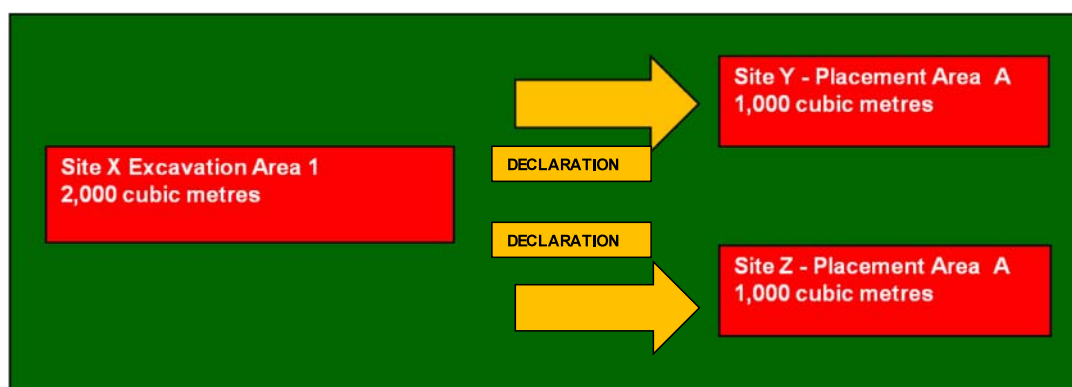 Site X Excavation Area 1
2,000 cubic metres
DECLARATION
DECLARATION
Site Y - Placement Area A
1,000 cubic metres
Site Z - Placement Area A
1,000 cubic metres